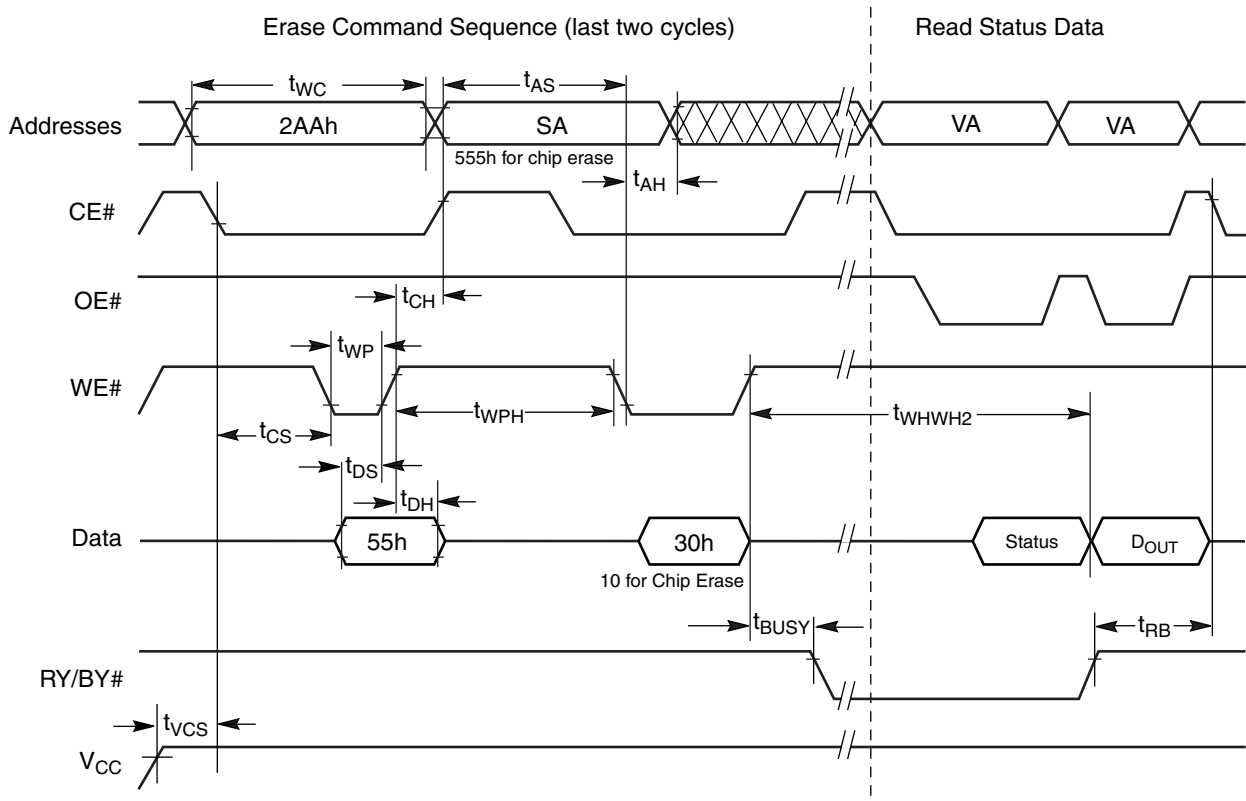 Erase Command Sequence (last two cycles) Read Status Data
tWC tAS
Addresses 2AAh SA VA VA
555h for chip erase
tAH
CE#
OE#
tCH
tWP
WE#
tWPH tWHWH2
tCS
tDS
tDH
Data 55h 30h Status DOUT
10 for Chip Erase
tBUSY tRB
RY/BY#
tVCS
VCC